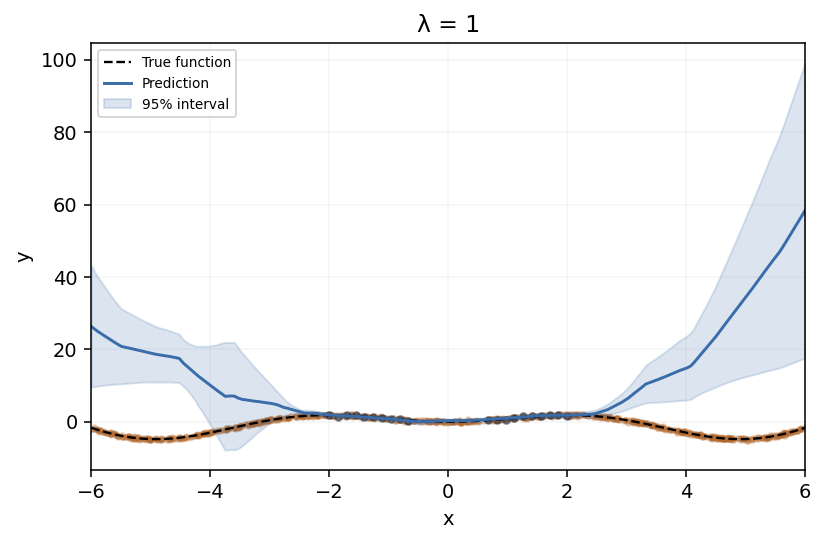 λ = 1
100
80
60
40
20
0
y
True function
Prediction
95% interval
−6 −4 −2 0 2 4 6
x